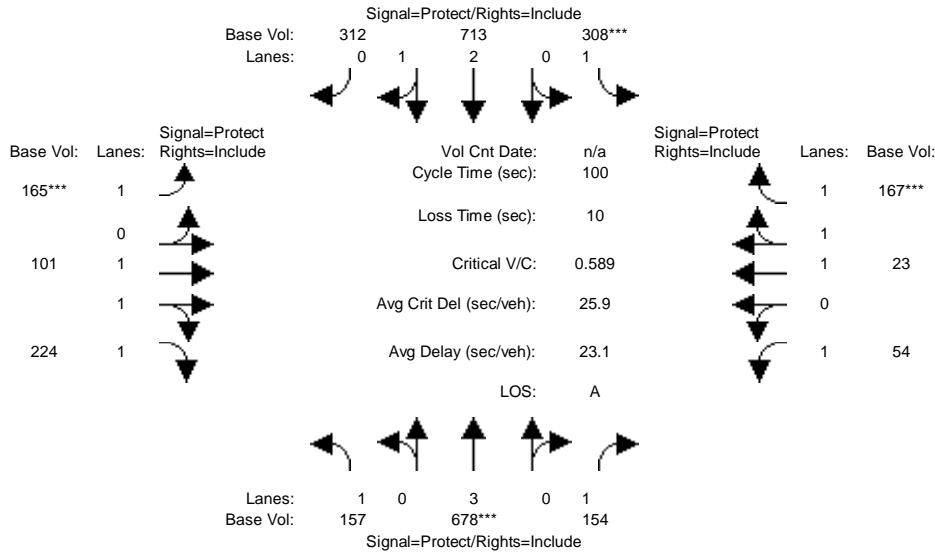 Signal=Protect/Rights=Include
Base Vol: 312 713 308***
Lanes: 0 1 2 0 1
Signal=Protect
Base Vol: Lanes: Rights=Include
Vol Cnt Date: n/a
Signal=Protect
Rights=Include Lanes: Base Vol:
Cycle Time (sec): 100
165*** 1
1 167***
Loss Time (sec): 10
0
1
101 1
Critical V/C: 0.589
1 23
1
Avg Crit Del (sec/veh): 25.9
0
224 1
Avg Delay (sec/veh): 23.1
1 54
LOS: A
Lanes: 1 0 3 0 1
Base Vol: 157 678*** 154
Signal=Protect/Rights=Include